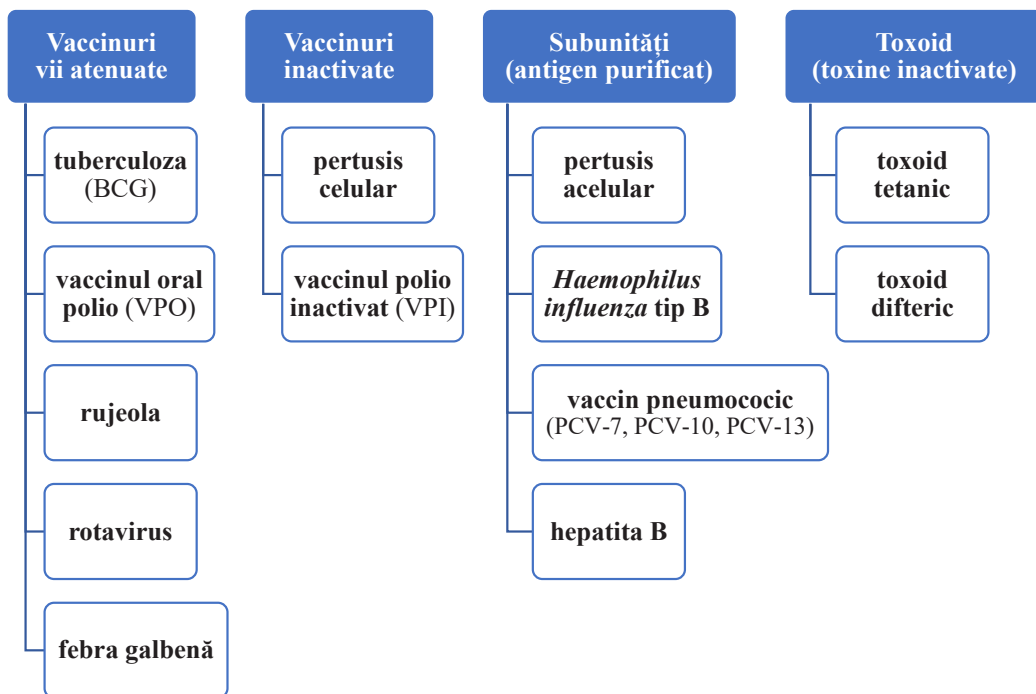 Vaccinuri
vii atenuate
tuberculoza
(BCG)
vaccinul oral
polio (VPO)
rujeola
rotavirus
febra galbenă
Vaccinuri
inactivate
pertusis
celular
vaccinul polio
inactivat (VPI)
Subunități
(antigen purificat)
pertusis
acelular
Haemophilus
influenza tip B
vaccin pneumococic
(PCV-7, PCV-10, PCV-13)
hepatita B
Toxoid
(toxine inactivate)
toxoid
tetanic
toxoid
difteric